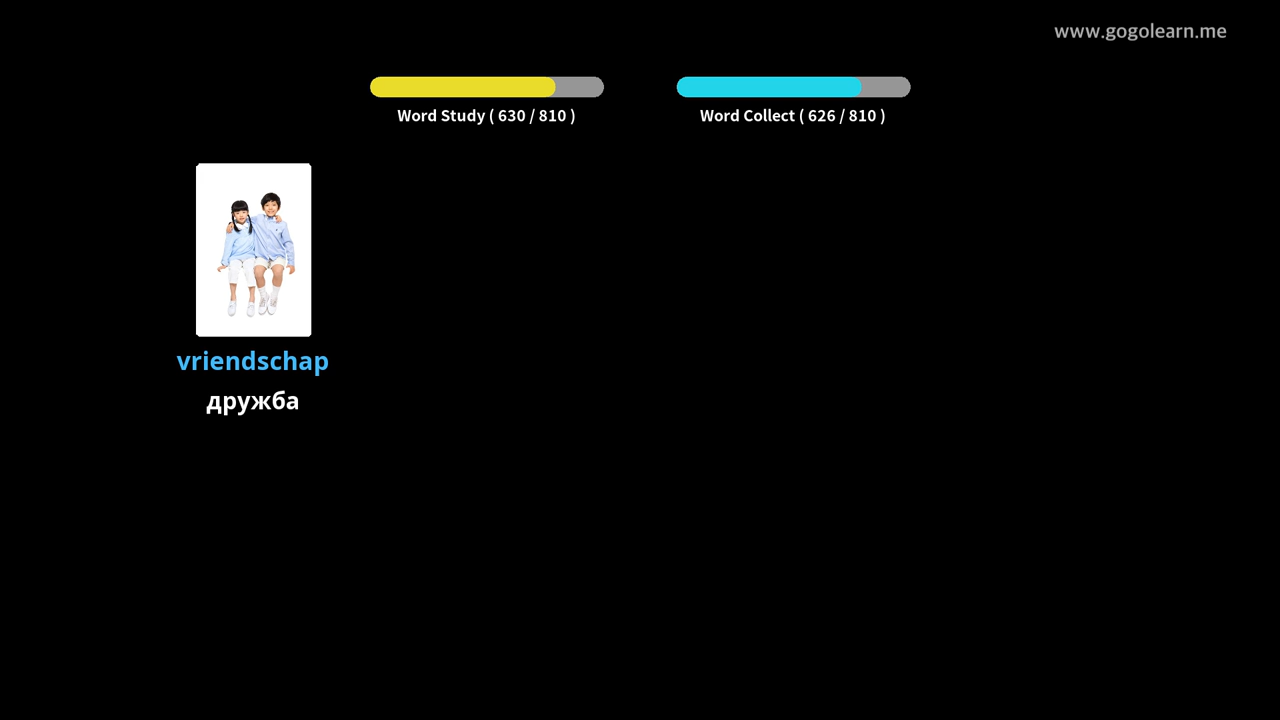 www.gogolearn.me
Word Study ( 630 / 810 )
Word Collect ( 626 / 810 )
vriendschap
дружба